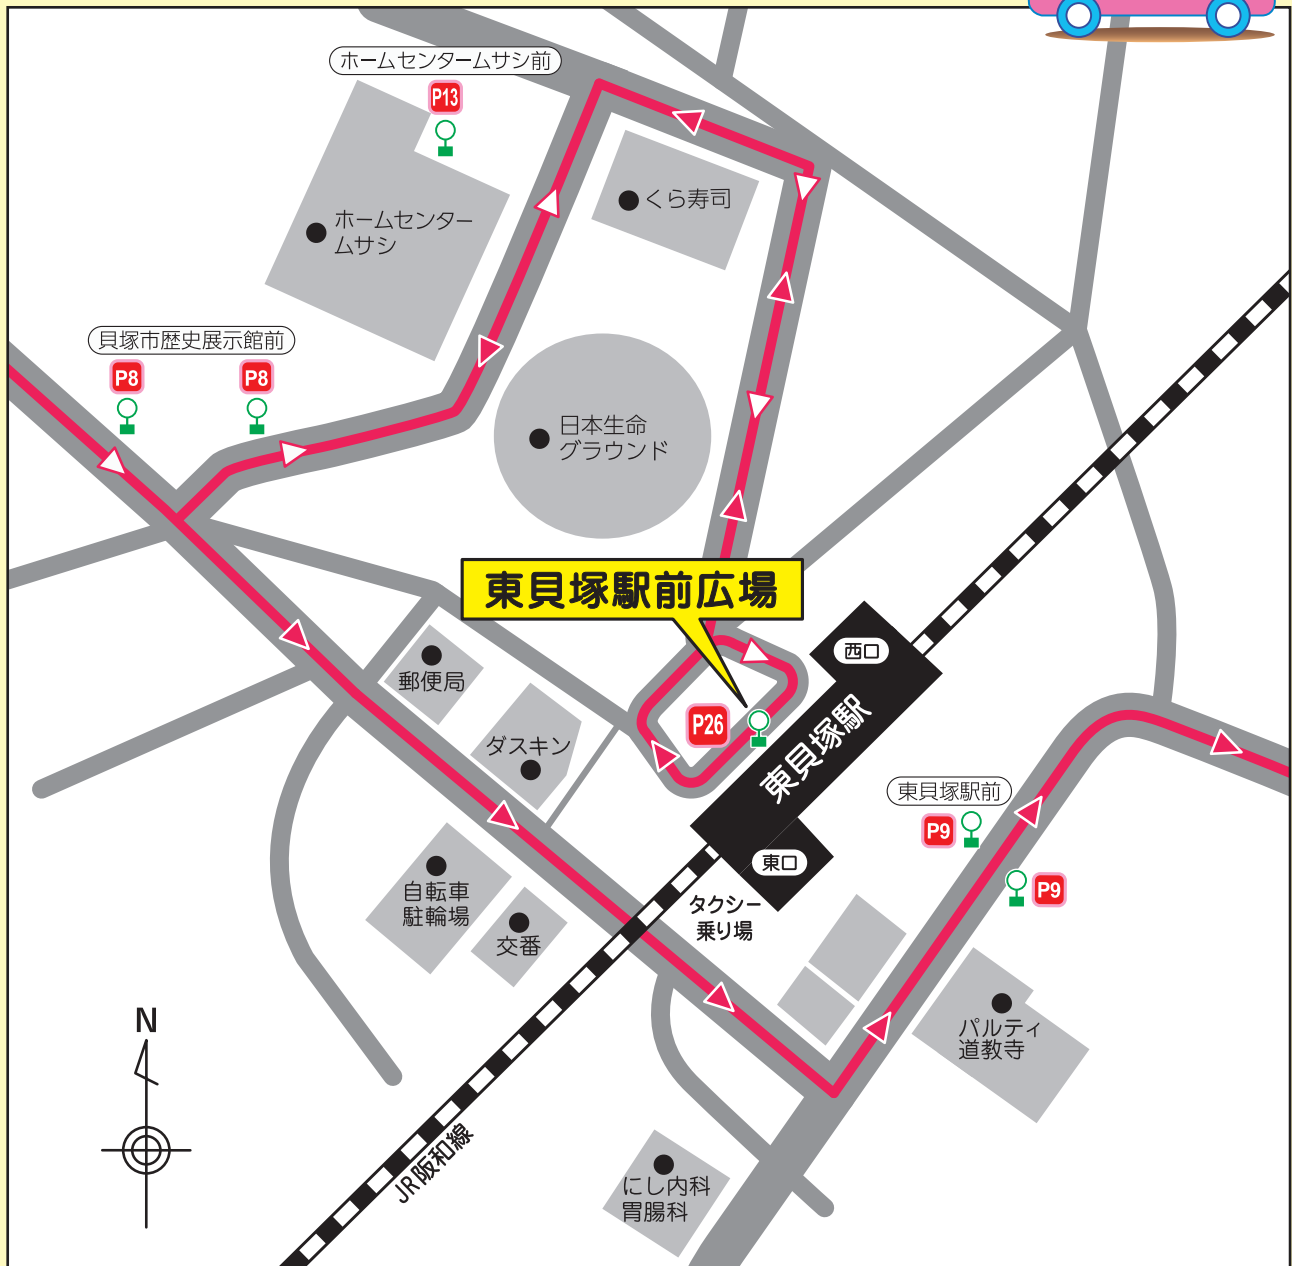 ホームセンタームサシ前
P13
くら寿司
ホームセンター
ムサシ
貝塚市歴史展示館前
P8
P8
日本生命
グラウンド
東貝塚駅前広場
西口
郵便局
P26
東貝塚駅
ダスキン
東貝塚駅前
P9
P9
東口
自転車
駐輪場
タクシー
乗り場
交番
パルティ
道教寺
N
JR阪和線
にし内科
胃腸科